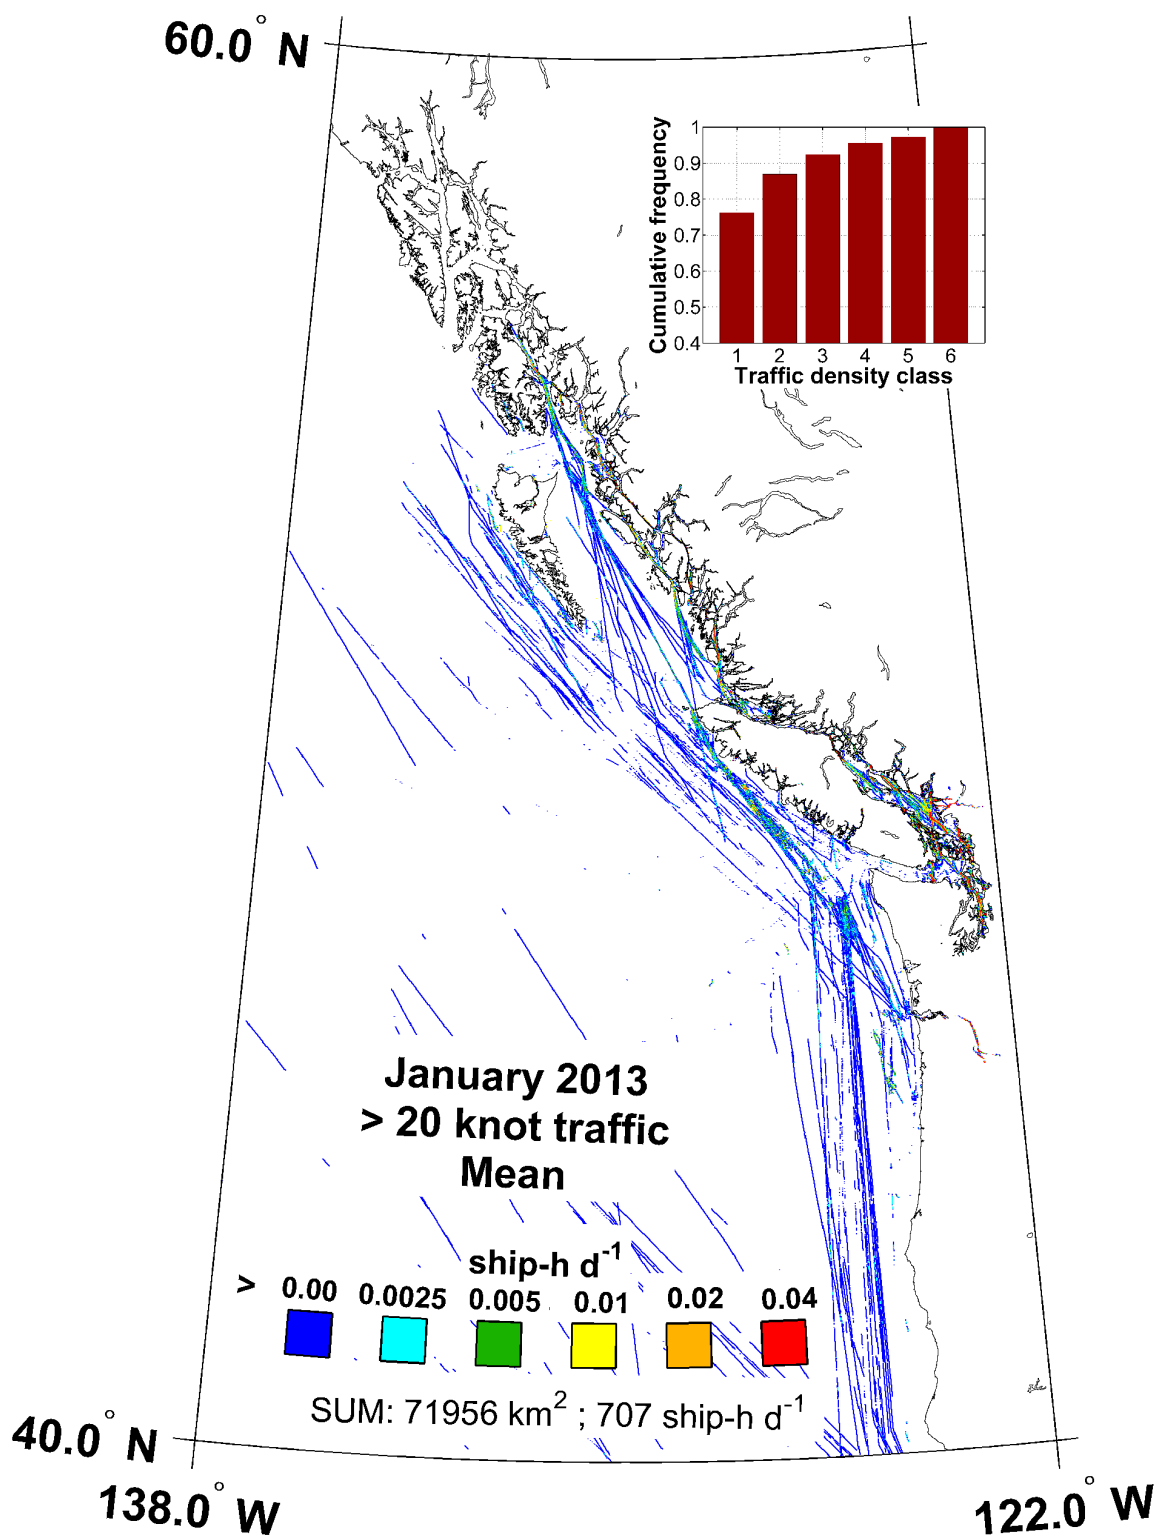 60.0° N
Cumulative frequency
1
0.9
0.8
0.7
0.6
0.5
0.4
1 2 3 4 5 6
Traffic density class
January 2013
> 20 knot traffic
Mean
ship-h d⁻¹
> 0.00 0.0025 0.005 0.01 0.02 0.04
SUM: 71956 km² ; 707 ship-h d⁻¹
40.0° N
138.0° W
122.0° W